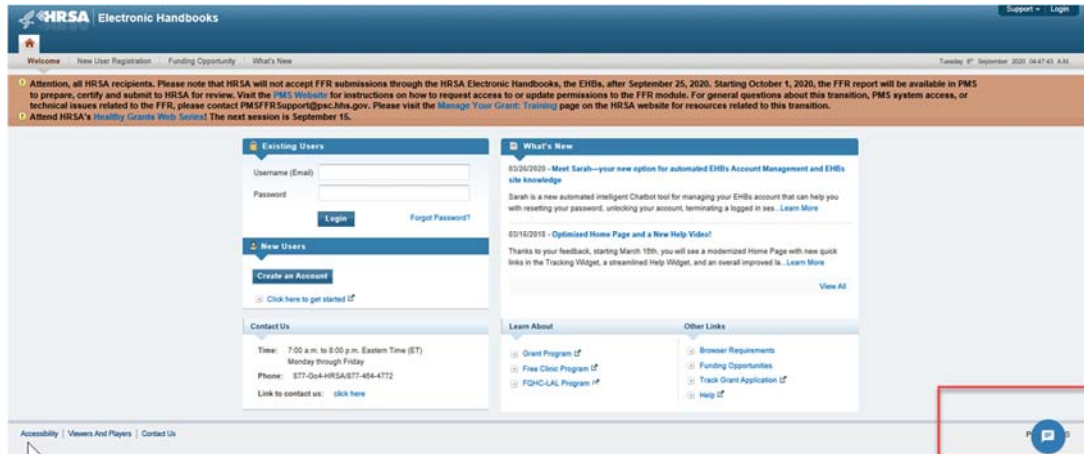 HRSA Electronic Handbooks
Support Login
Welcome New User Registration Funding Opportunity What's New
Tuesday 8th September 2020 04:47:43 A.M.
Attention, all HRSA recipients. Please note that HRSA will not accept FFR submissions through the HRSA Electronic Handbooks, the EHBs, after September 25, 2020. Starting October 1, 2020, the FFR report will be available in PMS
to prepare, certify and submit to HRSA for review. Visit the PMS Website for instructions on how to request access to or update permissions to the FFR module. For general questions about this transition, PMS system access, or
technical issues related to the FFR, please contact PMSFFRSupport@psc.hhs.gov. Please visit the Manage Your Grant: Training page on the HRSA website for resources related to this transition.
Attend HRSA's Healthy Grants Web Series! The next session is September 15.
Existing Users
Username (Email)
Password
Login Forgot Password?
New Users
Create an Account
Click here to get started
Contact Us
Time: 7:00 a.m. to 8:00 p.m. Eastern Time (ET)
Monday through Friday
Phone: 877-Go4-HRSA/877-464-4772
Link to contact us: click here
What's New
03/26/2020 - Meet Sarah—your new option for automated EHBs Account Management and EHBs
site knowledge
Sarah is a new automated intelligent Chatbot tool for managing your EHBs account that can help you
with resetting your password, unlocking your account, terminating a logged in ses...Learn More
03/15/2018 - Optimized Home Page and a New Help Video!
Thanks to your feedback, starting March 10th, you will see a modernized Home Page with new quick
links in the Tracking Widget, a streamlined Help Widget, and an overall improved la...Learn More
View All
Learn About
Grant Program
Free Clinic Program
FQHC-LAL Program
Other Links
Browser Requirements
Funding Opportunities
Track Grant Application
Help
Accessibility | Viewers And Players | Contact Us